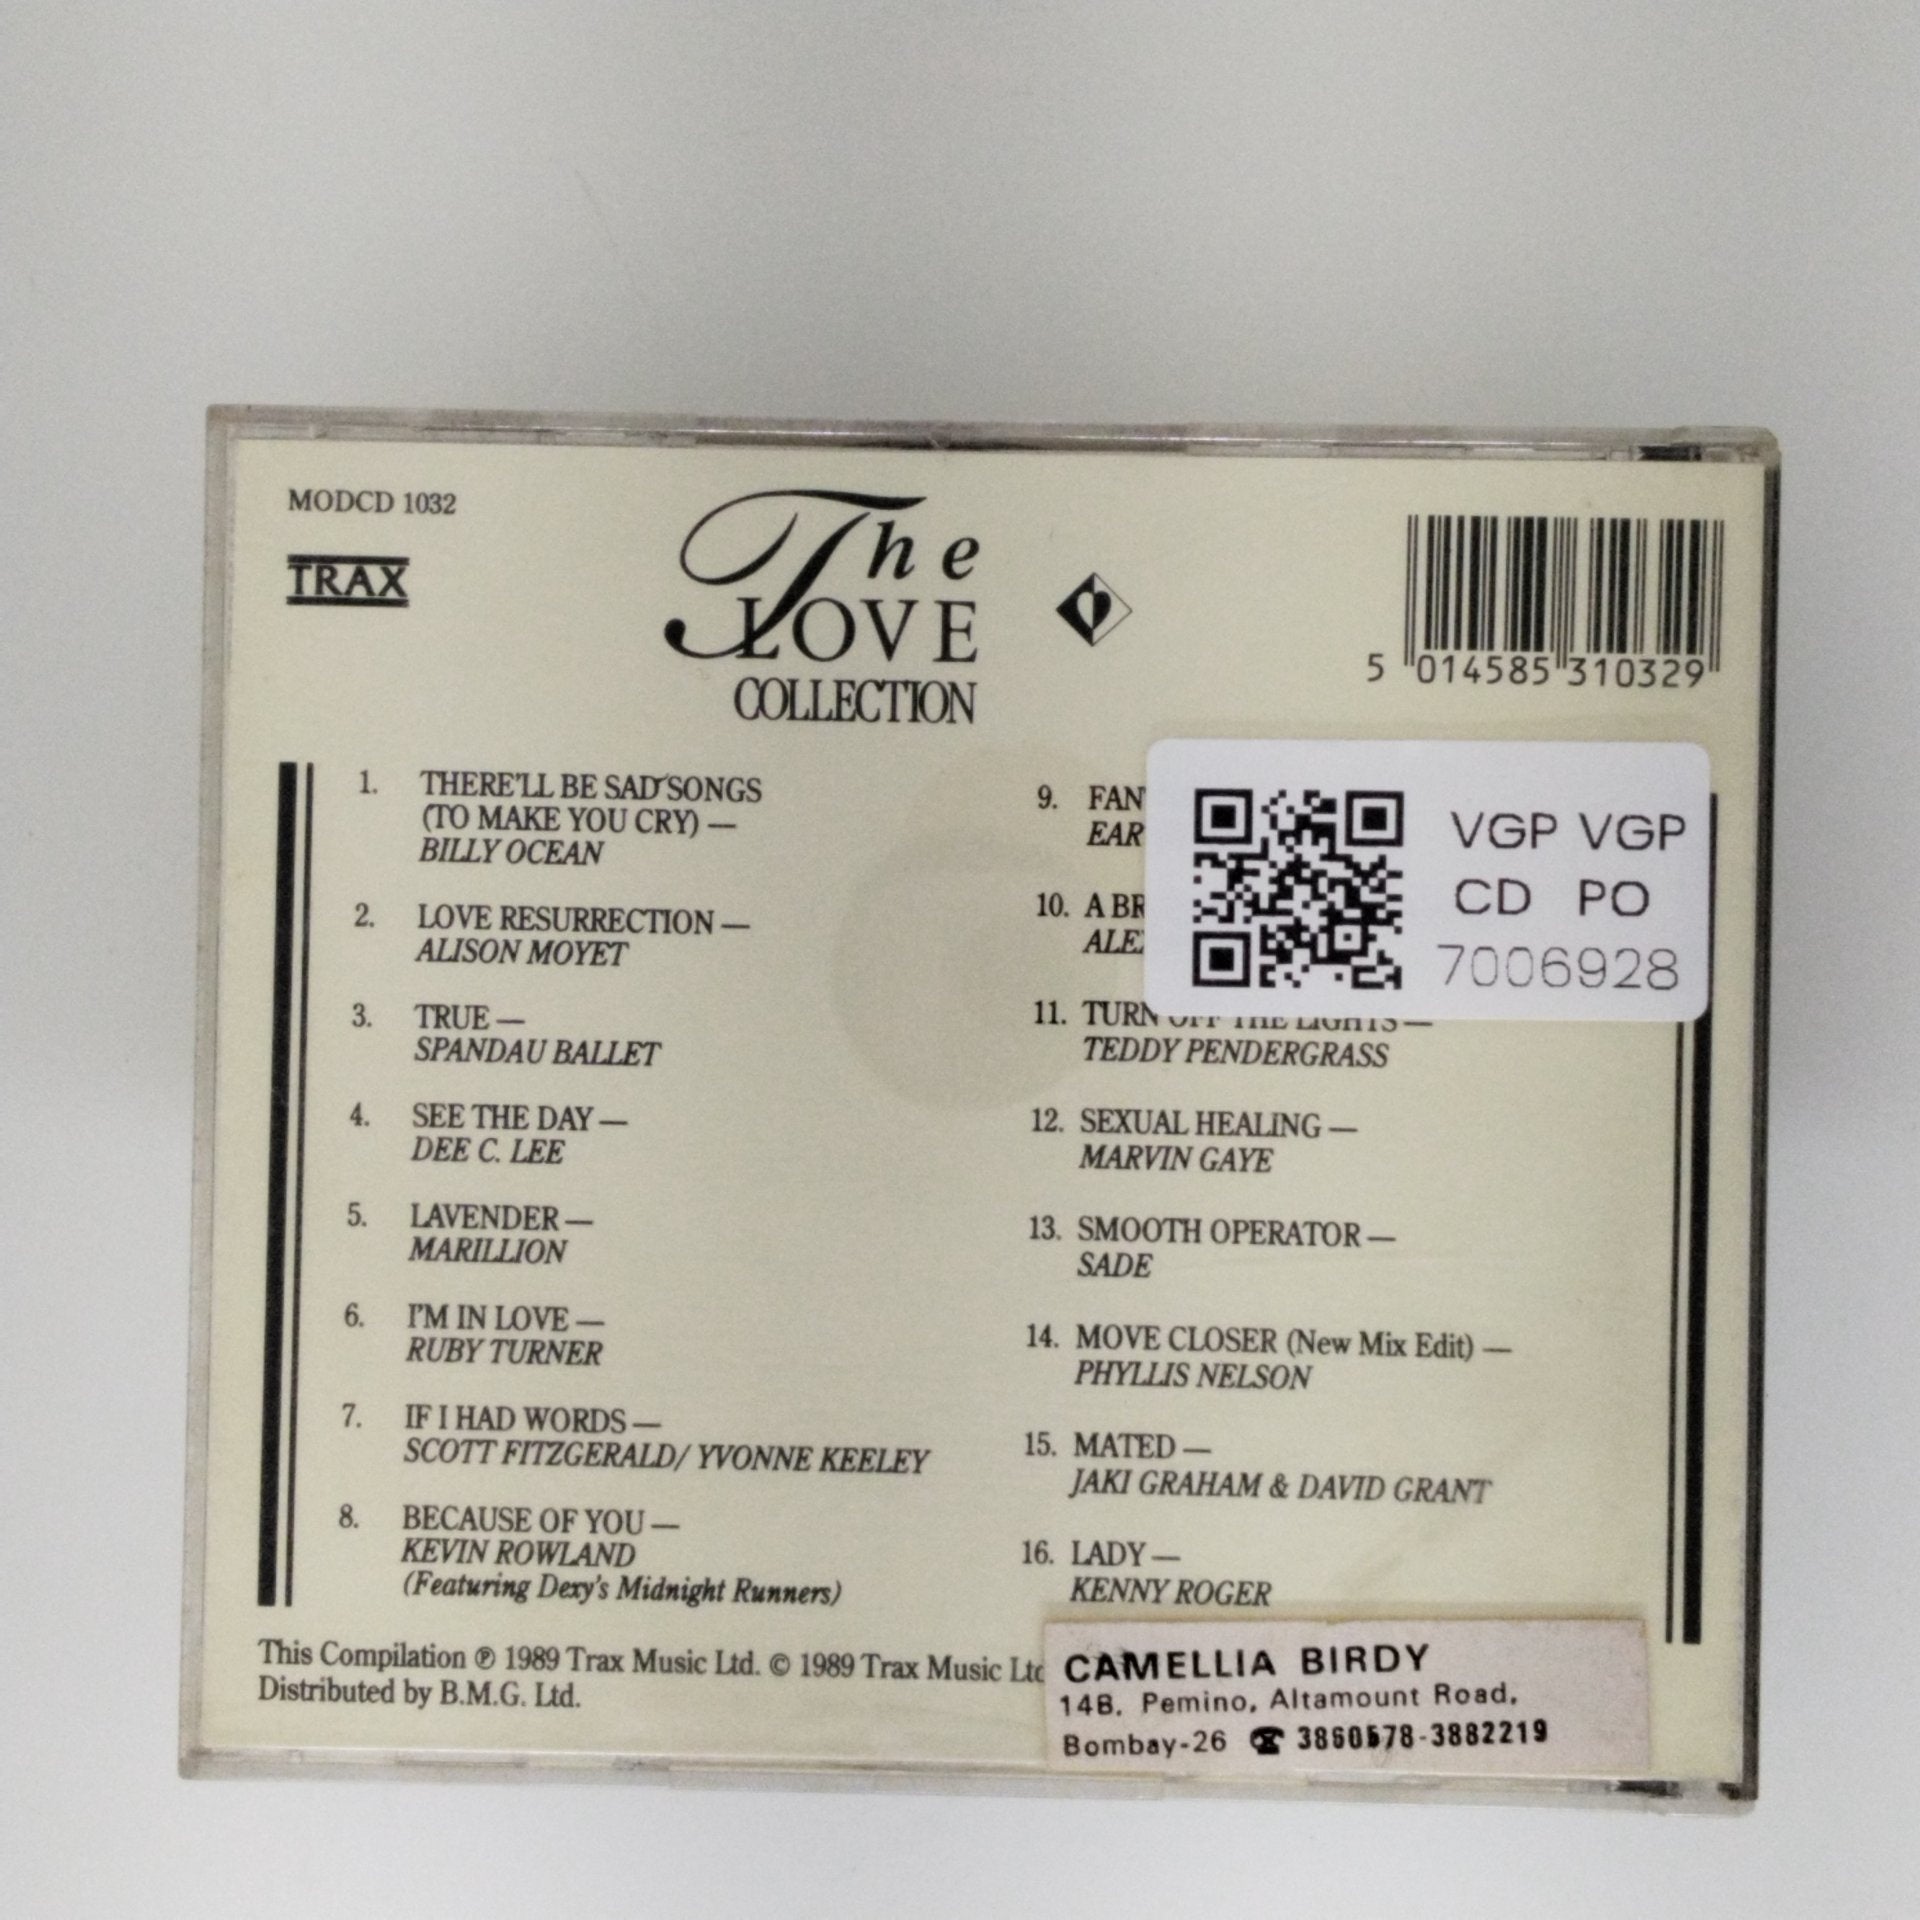 MODCD 1032
TRAX
The
LOVE
COLLECTION
5 014585 310329
1. THERE'LL BE SAD SONGS
(TO MAKE YOU CRY) —
BILLY OCEAN
2. LOVE RESURRECTION —
ALISON MOYET
3. TRUE —
SPANDAU BALLET
4. SEE THE DAY —
DEE C. LEE
5. LAVENDER —
MARILLION
6. I'M IN LOVE —
RUBY TURNER
7. IF I HAD WORDS —
SCOTT FITZGERALD/ YVONNE KEELEY
8. BECAUSE OF YOU —
KEVIN ROWLAND
(Featuring Dexy's Midnight Runners)
9.
10. A
11. TURN OFF THE LIGHTS —
TEDDY PENDERGRASS
12. SEXUAL HEALING —
MARVIN GAYE
13. SMOOTH OPERATOR —
SADE
14. MOVE CLOSER (New Mix Edit) —
PHYLLIS NELSON
15. MATED —
JAKI GRAHAM & DAVID GRANT
16. LADY —
KENNY ROGER
VGP VGP
CD PO
7006928
This Compilation ℗ 1989 Trax Music Ltd. © 1989 Trax Music
Distributed by B.M.G. Ltd.
CAMELLIA BIRDY
14B, Pemino, Altamount Road,
Bombay-26 ☎ 3882219